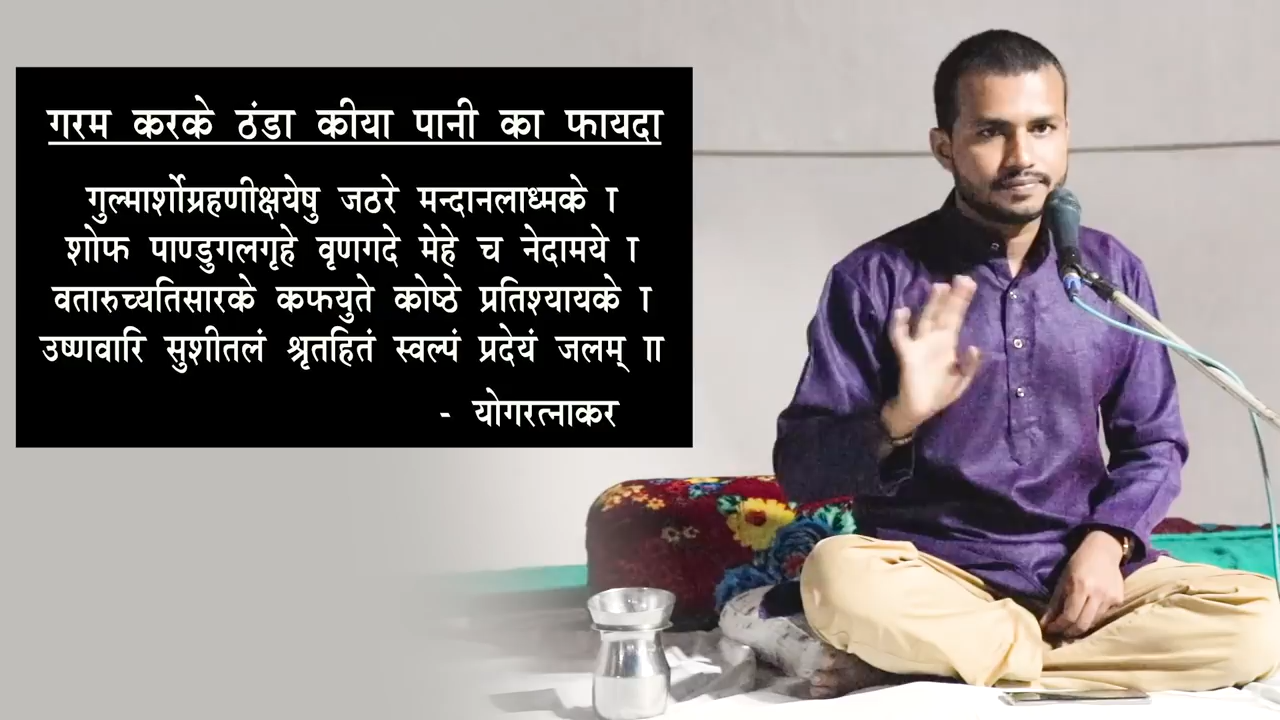 गरम करके ठंडा कीया पानी का फायदा
गुल्मार्शोग्रहणीक्षयेषु जठरे मन्दानलाध्मके ।
शोफ पाण्डुगलगृहे वृणगदे मेहे च नेदामये ।
वतारुच्यतिसारके कफयुते कोष्ठे प्रतिश्यायके ।
उष्णवारि सुशीतलं श्रृतहितं स्वल्पं प्रदेयं जलम् ॥
- योगरत्नाकर